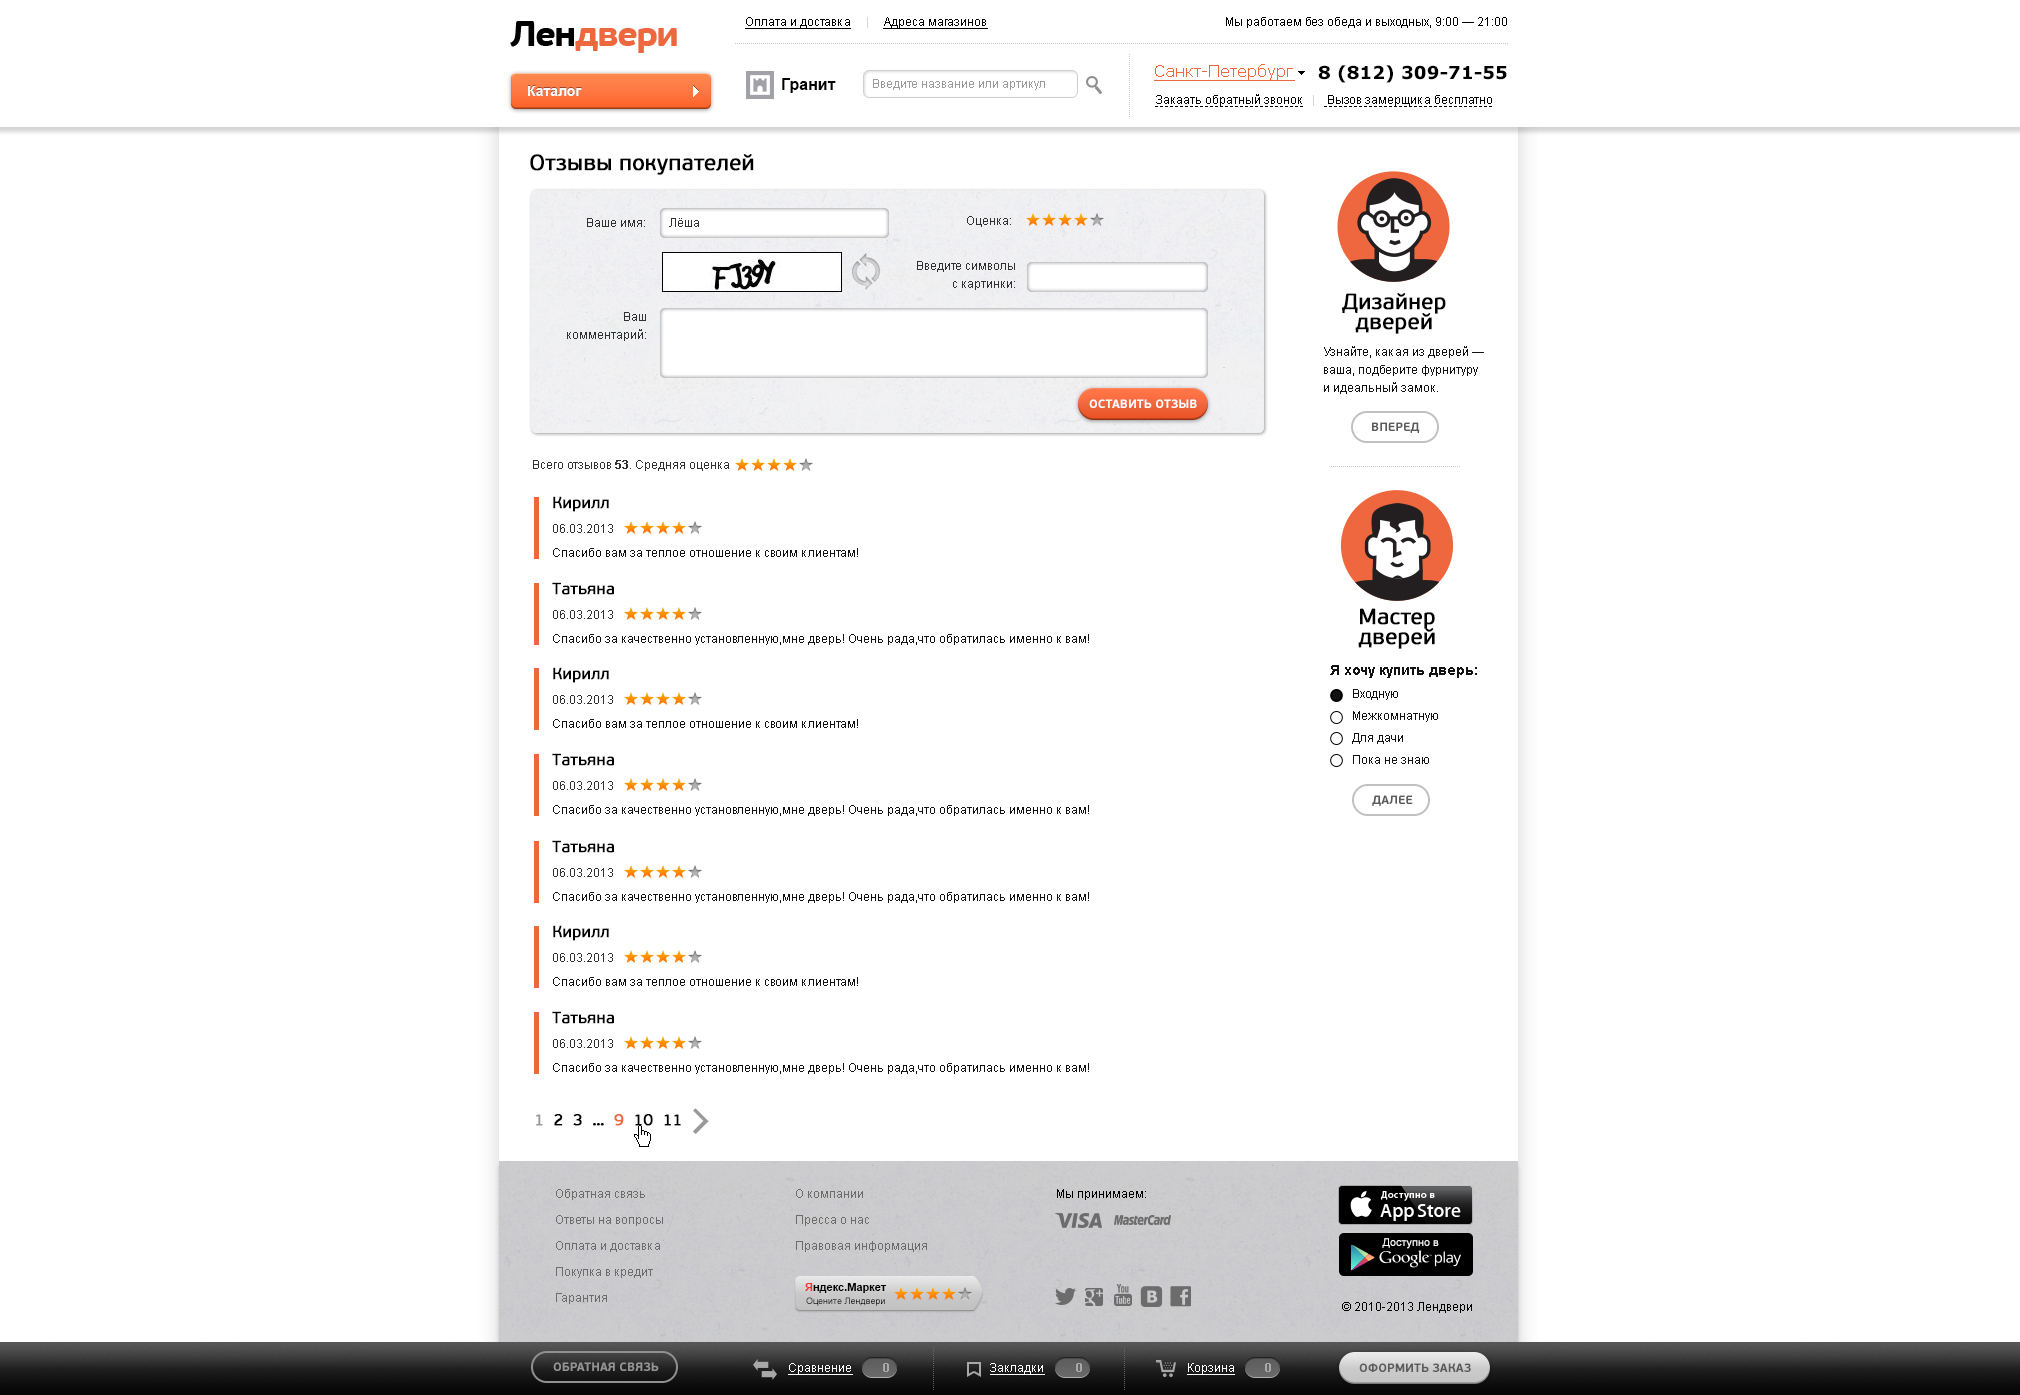 Лендвери
Оплата и доставка
Адреса магазинов
Мы работаем без обеда и выходных, 9:00 — 21:00
Каталог
Гранит
Введите название или артикул
Санкт-Петербург
8 (812) 309-71-55
Закаать обратный звонок
Вызов замерщика бесплатно
Отзывы покупателей
Ваше имя:
Лёша
Оценка:
FJ39Y
Введите символы
с картинки:
Ваш
комментарий:
ОСТАВИТЬ ОТЗЫВ
Всего отзывов 53. Средняя оценка
Кирилл
06.03.2013
Спасибо вам за теплое отношение к своим клиентам!
Татьяна
06.03.2013
Спасибо за качественно установленную,мне дверь! Очень рада,что обратилась именно к вам!
Кирилл
06.03.2013
Спасибо вам за теплое отношение к своим клиентам!
Татьяна
06.03.2013
Спасибо за качественно установленную,мне дверь! Очень рада,что обратилась именно к вам!
Татьяна
06.03.2013
Спасибо за качественно установленную,мне дверь! Очень рада,что обратилась именно к вам!
Кирилл
06.03.2013
Спасибо вам за теплое отношение к своим клиентам!
Татьяна
06.03.2013
Спасибо за качественно установленную,мне дверь! Очень рада,что обратилась именно к вам!
1 2 3 ... 9 10 11
Дизайнер
дверей
Узнайте, какая из дверей —
ваша, подберите фурнитуру
и идеальный замок.
ВПЕРЕД
Мастер
дверей
Я хочу купить дверь:
Входную
Межкомнатную
Для дачи
Пока не знаю
ДАЛЕЕ
Обратная связь
Ответы на вопросы
Оплата и доставка
Покупка в кредит
Гарантия
О компании
Пресса о нас
Правовая информация
Яндекс.Маркет
Оцените Лендвери
Мы принимаем:
VISA MasterCard
g+
You
Tube
B
f
Доступно в
App Store
Доступно в
Google play
© 2010-2013 Лендвери
ОБРАТНАЯ СВЯЗЬ
Сравнение 0
Закладки 0
Корзина 0
ОФОРМИТЬ ЗАКАЗ